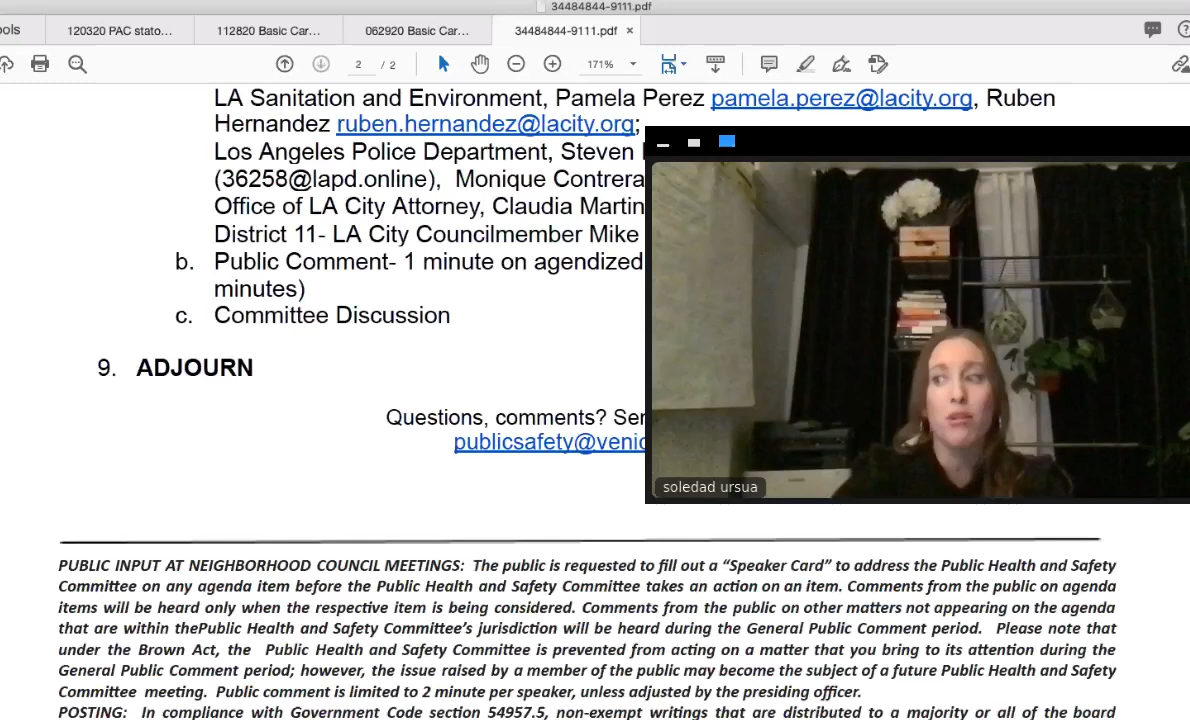 34484844-9111.pdf
ols
120320 PAC stato...
112820 Basic Car...
062920 Basic Car...
34484844-9111.pdf
2 / 2
171%
LA Sanitation and Environment, Pamela Perez pamela.perez@lacity.org, Ruben
Hernandez ruben.hernandez@lacity.org;
Los Angeles Police Department, Steven
(36258@lapd.online), Monique Contrera
Office of LA City Attorney, Claudia Martin
District 11- LA City Councilmember Mike
b. Public Comment- 1 minute on agendized
minutes)
c. Committee Discussion
9. ADJOURN
Questions, comments? Ser
publicsafety@venic
soledad ursua
PUBLIC INPUT AT NEIGHBORHOOD COUNCIL MEETINGS: The public is requested to fill out a “Speaker Card” to address the Public Health and Safety
Committee on any agenda item before the Public Health and Safety Committee takes an action on an item. Comments from the public on agenda
items will be heard only when the respective item is being considered. Comments from the public on other matters not appearing on the agenda
that are within thePublic Health and Safety Committee’s jurisdiction will be heard during the General Public Comment period. Please note that
under the Brown Act, the Public Health and Safety Committee is prevented from acting on a matter that you bring to its attention during the
General Public Comment period; however, the issue raised by a member of the public may become the subject of a future Public Health and Safety
Committee meeting. Public comment is limited to 2 minute per speaker, unless adjusted by the presiding officer.
POSTING: In compliance with Government Code section 54957.5, non-exempt writings that are distributed to a majority or all of the board